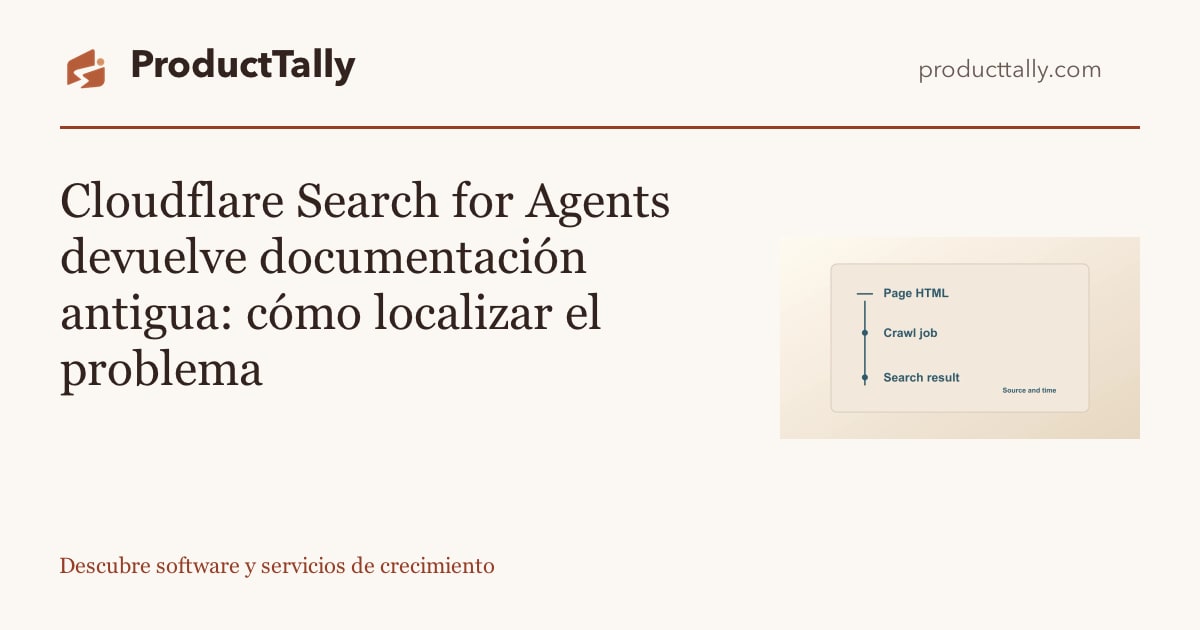 ProductTally
producttally.com
Cloudflare Search for Agents
devuelve documentación
antigua: cómo localizar el
problema
Page HTML
Crawl job
Search result
Source and time
Descubre software y servicios de crecimiento